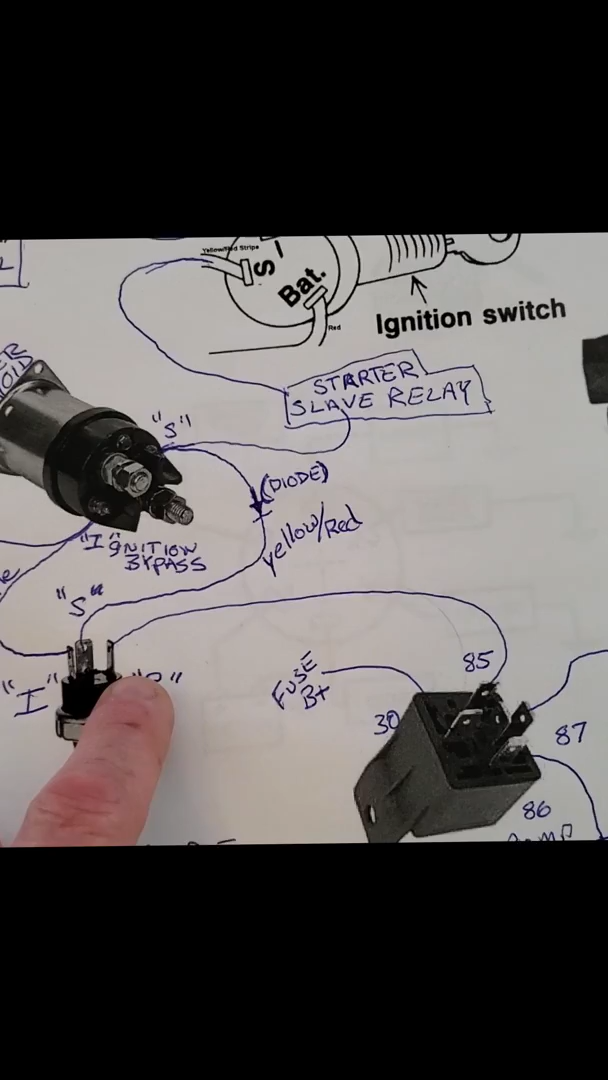 Yellow/Red Stripe
S
I
Bat.
Red
Ignition switch
STARTER
SLAVE RELAY
"S"
(DIODE)
yellow/Red
"I"GNITION
BYPASS
"S"
"I"
FUSE
B+
85
30
87
86